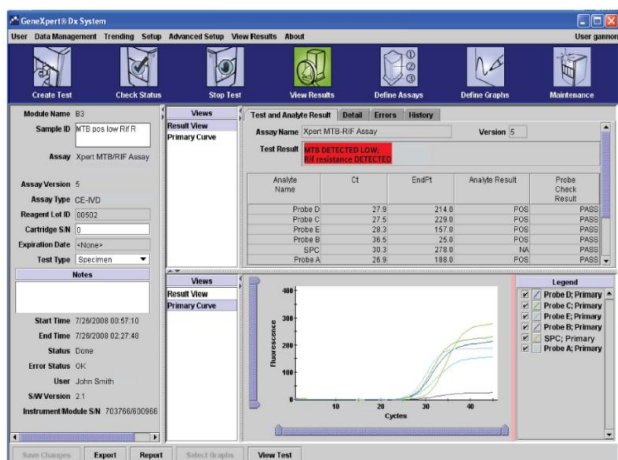 GeneXpert® Dx System
User Data Management Trending Setup Advanced Setup View Results About User gannon
Create Test Check Status Stop Test View Results Define Assays Define Graphs Maintenance
Module Name B3
Sample ID MTB pos low Rif R
Assay Xpert MTB/RIF Assay
Assay Version 5
Assay Type CE-IVD
Reagent Lot ID 00502
Cartridge S/N 0
Expiration Date <None>
Test Type Specimen
Notes
Start Time 7/26/2008 00:57:10
End Time 7/26/2008 02:27:48
Status Done
Error Status OK
User John Smith
S/W Version 2.1
Instrument/Module S/N 703766/600966
Views
Result View
Primary Curve
Test and Analyte Result Detail Errors History
Assay Name Xpert MTB-RIF Assay Version 5
Test Result MTB DETECTED LOW;
Rif resistance DETECTED
Analyte Name Ct EndPt Analyte Result Probe Check Result
Probe D 27.9 214.0 POS PASS
Probe C 27.5 229.0 POS PASS
Probe E 28.3 157.0 POS PASS
Probe B 36.5 25.0 POS PASS
SPC 30.3 278.0 NA PASS
Probe A 26.9 188.0 POS PASS
Views
Result View
Primary Curve
Fluorescence
400
300
200
100
0
10 20 30 40
Cycles
Legend
Probe D; Primary
Probe C; Primary
Probe E; Primary
Probe B; Primary
SPC; Primary
Probe A; Primary
Save Changes Export Report Select Graphs View Test